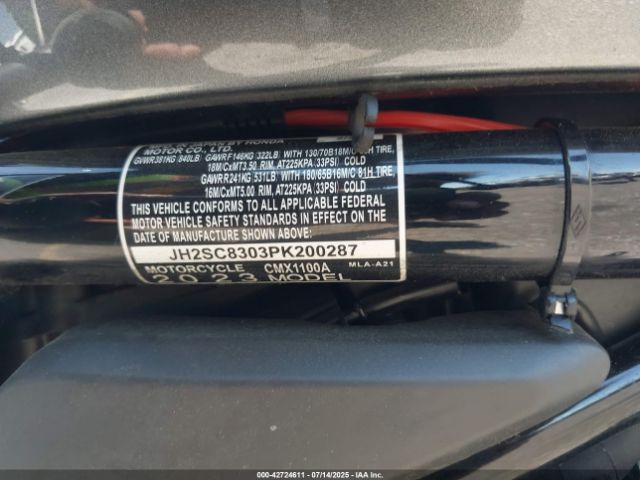 BY HONDA
MOTOR CO., LTD.
GVWR381KG 840LB GAWRF146KG 322LB WITH 130/70B18M/C TIRE,
18M/CxMT3.50 RIM, AT225KPA (33PSI) COLD
GAWRR241KG 531LB WITH 180/65B16M/C 81H TIRE,
16M/CxMT5.00 RIM, AT225KPA (33PSI) COLD
THIS VEHICLE CONFORMS TO ALL APPLICABLE FEDERAL
MOTOR VEHICLE SAFETY STANDARDS IN EFFECT ON THE
DATE OF MANUFACTURE SHOWN ABOVE:
JH2SC8303PK200287
MOTORCYCLE CMX1100A MLA-A21
2023 MODEL
00-42724611 - 07/14/2025 - IAA Inc.